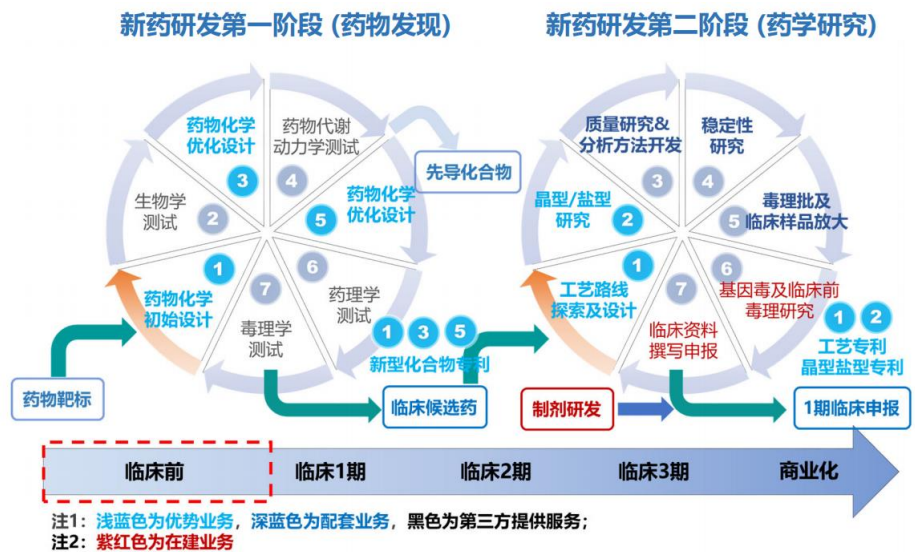 新药研发第一阶段 (药物发现)
新药研发第二阶段 (药学研究)
药物化学
优化设计
3
药物代谢
动力学测试
4
先导化合物
生物学
测试
2
药物化学
优化设计
5
1
药物化学
初始设计
7
毒理学
测试
6
药理学
测试
1 3 5
新型化合物专利
药物靶标
临床候选药
质量研究&
分析方法开发
3
稳定性
研究
4
晶型/盐型
研究
2
毒理批及
临床样品放大
5
1
工艺路线
探索及设计
7
临床资料
撰写申报
6
基因毒及临床前
毒理研究
1 2
工艺专利
晶型盐型专利
制剂研发
1期临床申报
临床前
临床1期
临床2期
临床3期
商业化
注1：浅蓝色为优势业务，深蓝色为配套业务，黑色为第三方提供服务；
注2：紫红色为在建业务